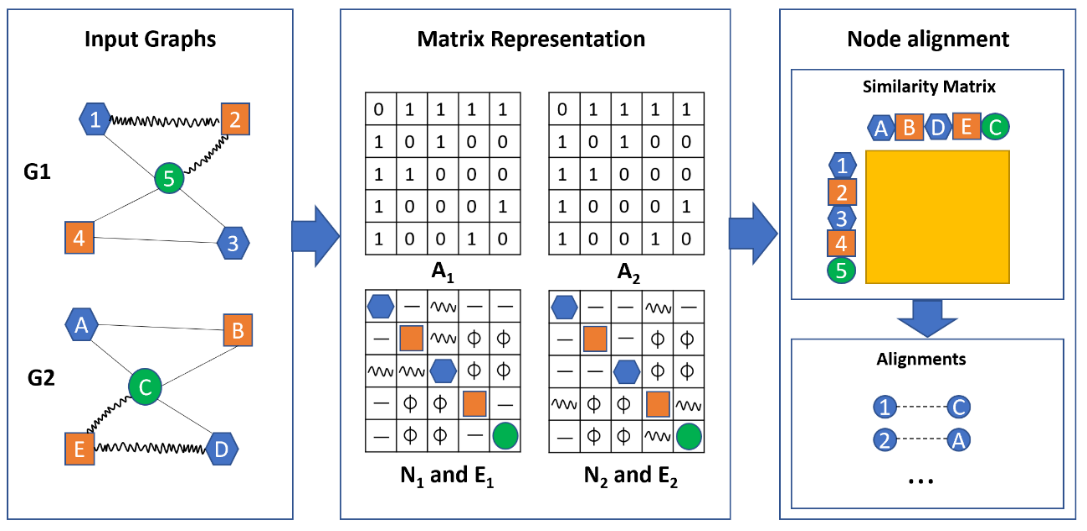 Input Graphs
G1
1
2
5
4
3
G2
A
B
C
E
D
Matrix Representation
0 1 1 1 1
1 0 1 0 0
1 1 0 0 0
1 0 0 0 1
1 0 0 1 0
A1
0 1 1 1 1
1 0 1 0 0
1 1 0 0 0
1 0 0 0 1
1 0 0 1 0
A2
— —  —
— ϕ ϕ
ϕ ϕ
— ϕ ϕ —
— ϕ ϕ —
N1 and E1
— — —
— — ϕ ϕ
— — ϕ ϕ
ϕ ϕ
— ϕ ϕ
N2 and E2
Node alignment
Similarity Matrix
A B D E C
1
2
3
4
5
Alignments
1 ------ C
2 ------ A
...